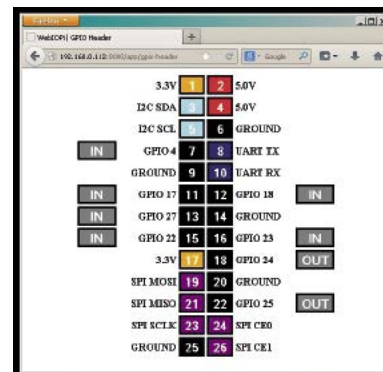 Firefox
WebIOPi | GPIO Header
192.168.0.112:8000/app/gpio-header
Google
3.3V 1 2 5.0V
I2C SDA 3 4 5.0V
I2C SCL 5 6 GROUND
IN GPIO 4 7 8 UART TX
GROUND 9 10 UART RX
IN GPIO 17 11 12 GPIO 18 IN
IN GPIO 27 13 14 GROUND
IN GPIO 22 15 16 GPIO 23 IN
3.3V 17 18 GPIO 24 OUT
SPI MOSI 19 20 GROUND
SPI MISO 21 22 GPIO 25 OUT
SPI SCLK 23 24 SPI CE0
GROUND 25 26 SPI CE1